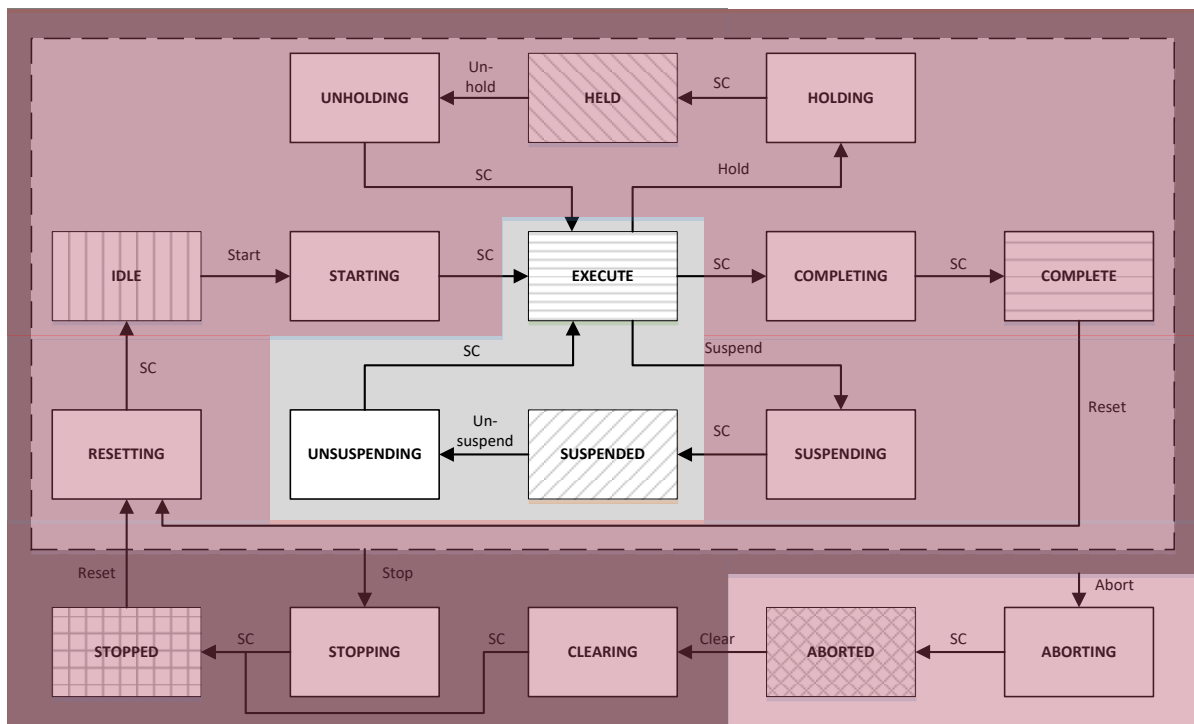 Un-
hold
SC
UNHOLDING
HELD
HOLDING
SC
Hold
Start
SC
SC
SC
IDLE
STARTING
EXECUTE
COMPLETING
COMPLETE
SC
SC
Suspend
Reset
Un-
suspend
SC
RESETTING
UNSUSPENDING
SUSPENDED
SUSPENDING
Reset
Stop
Abort
SC
SC
Clear
SC
STOPPED
STOPPING
CLEARING
ABORTED
ABORTING